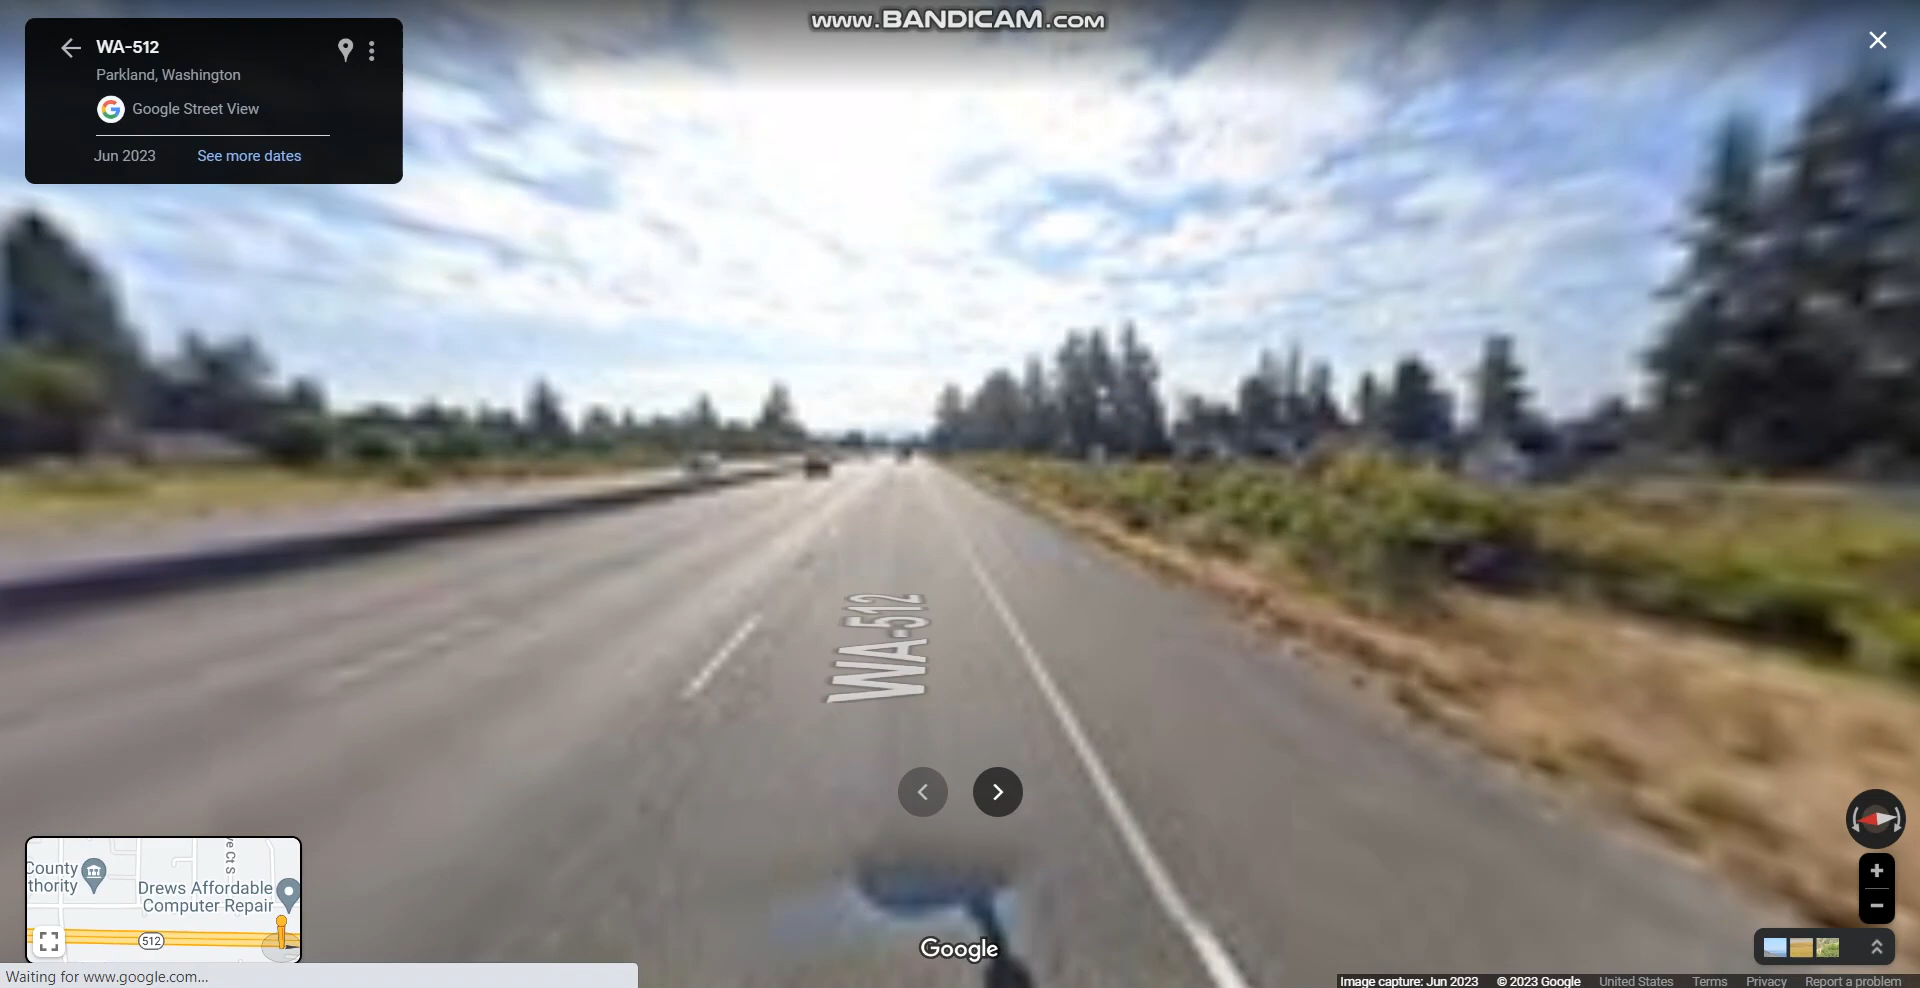 www.BANDICAM.com
WA-512
Parkland, Washington
Google Street View
Jun 2023
See more dates
WA-512
County
thority
ve Ct S
Drews Affordable
Computer Repair
512
Google
Waiting for www.google.com...
Image capture: Jun 2023 © 2023 Google United States Terms Privacy Report a problem